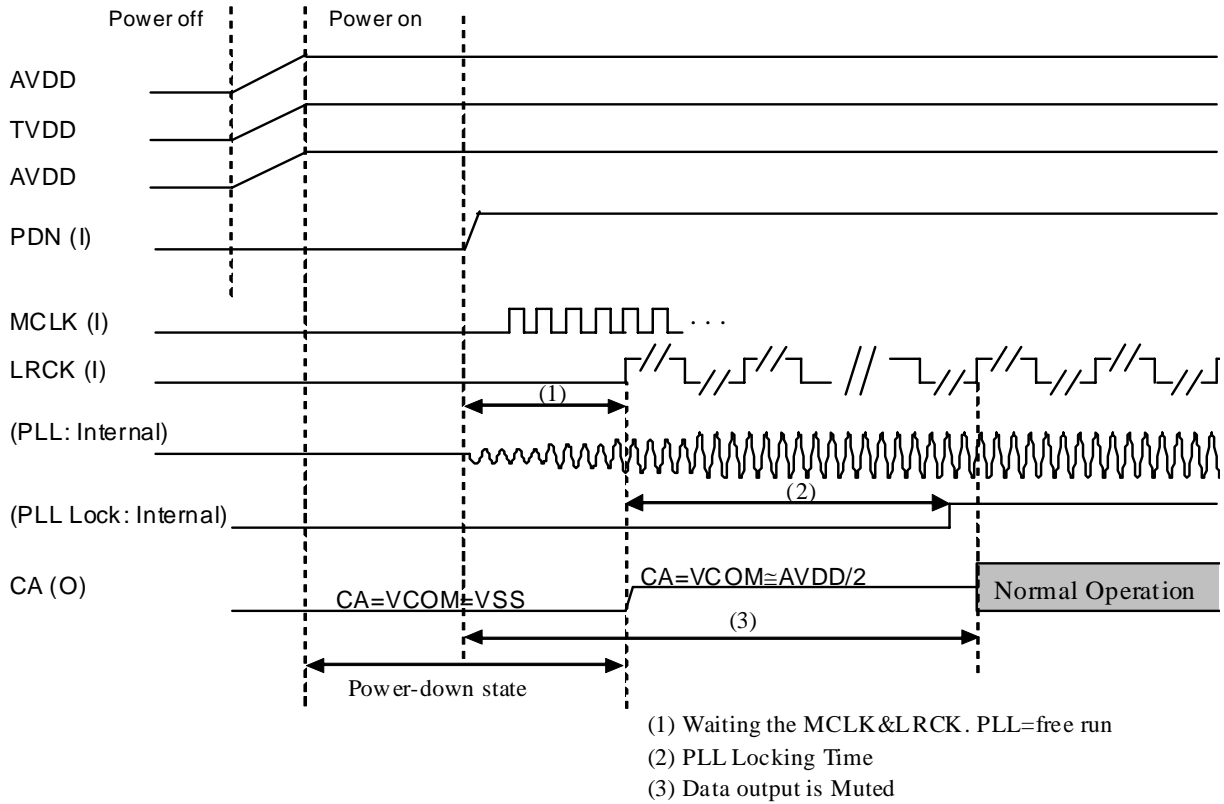 Power off Power on
AVDD
TVDD
AVDD
PDN (I)
MCLK (I)
. . .
LRCK (I)
(1)
(PLL: Internal)
(2)
(PLL Lock: Internal)
CA (O)
CA=VCOM=VSS
CA=VCOM≅AVDD/2
Normal Operation
(3)
Power-down state
(1) Waiting the MCLK&LRCK. PLL=free run
(2) PLL Locking Time
(3) Data output is Muted